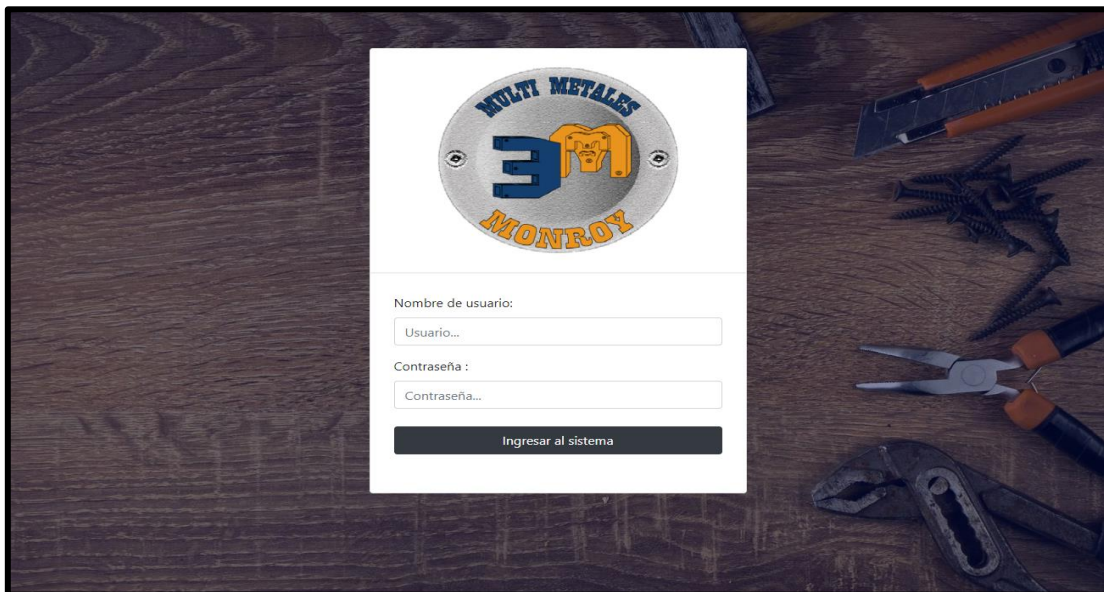 MULTI METALES
3M
MONROY
Nombre de usuario:
Usuario...
Contraseña :
Contraseña...
Ingresar al sistema